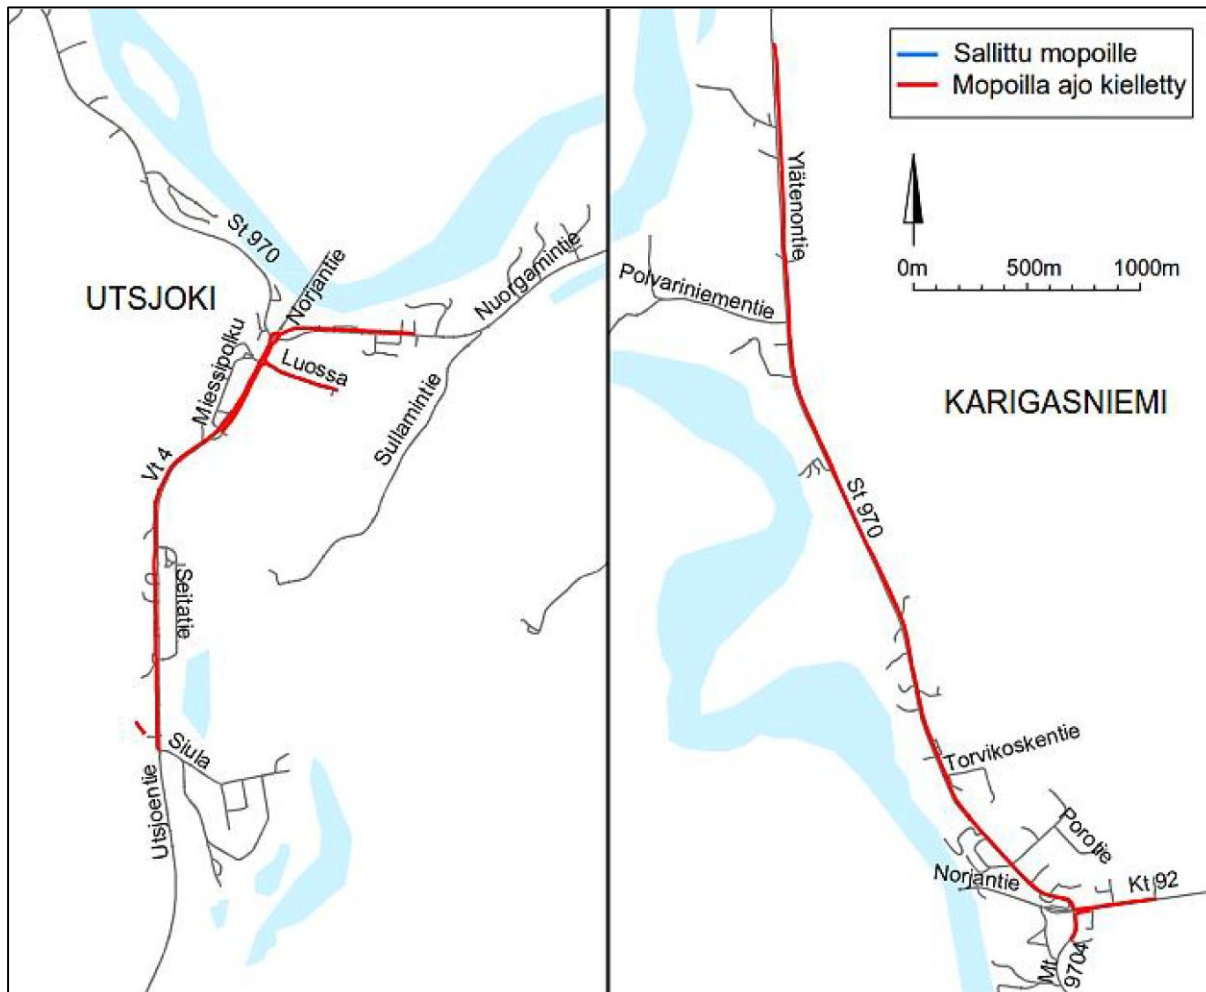 UTSJOKI
St 970
Norjantie
Nuorgamintie
Miessipolku
Luossa
Sullamintie
Vt 4
Seitatie
Siula
Utsjoentie
Sallittu mopoille
Mopoilla ajo kielletty
0m 500m 1000m
Ylätenontie
Polvariniementie
KARIGASNIEMI
St 970
Torvikoskentie
Porotie
Norjantie
Kt 92
Mt
9704